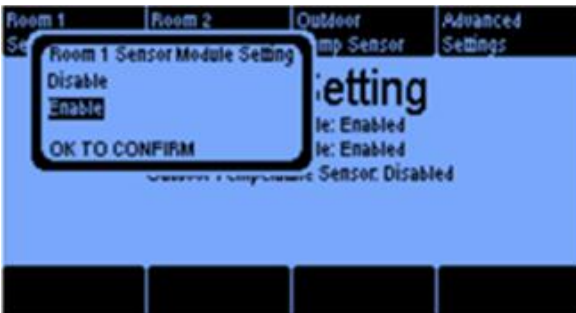 Room 1
Room 2
Outdoor
Advanced
Se
mp Sensor
Settings
Room 1 Sensor Module Setting
Disable
Enable
OK TO CONFIRM
etting
le: Enabled
le: Enabled
Sensor: Disabled